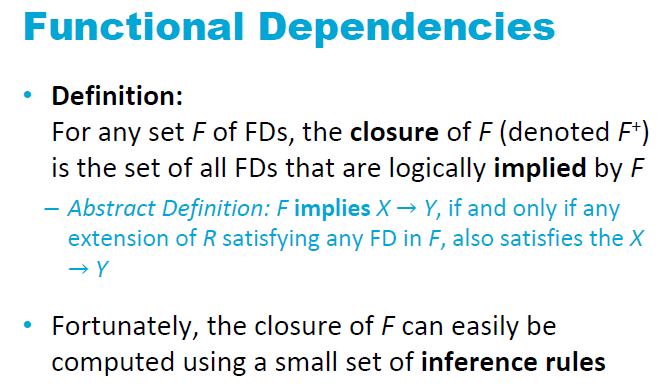 Functional Dependencies
• Definition:
For any set F of FDs, the closure of F (denoted F⁺)
is the set of all FDs that are logically implied by F
– Abstract Definition: F implies X → Y, if and only if any
extension of R satisfying any FD in F, also satisfies the X
→ Y
• Fortunately, the closure of F can easily be
computed using a small set of inference rules